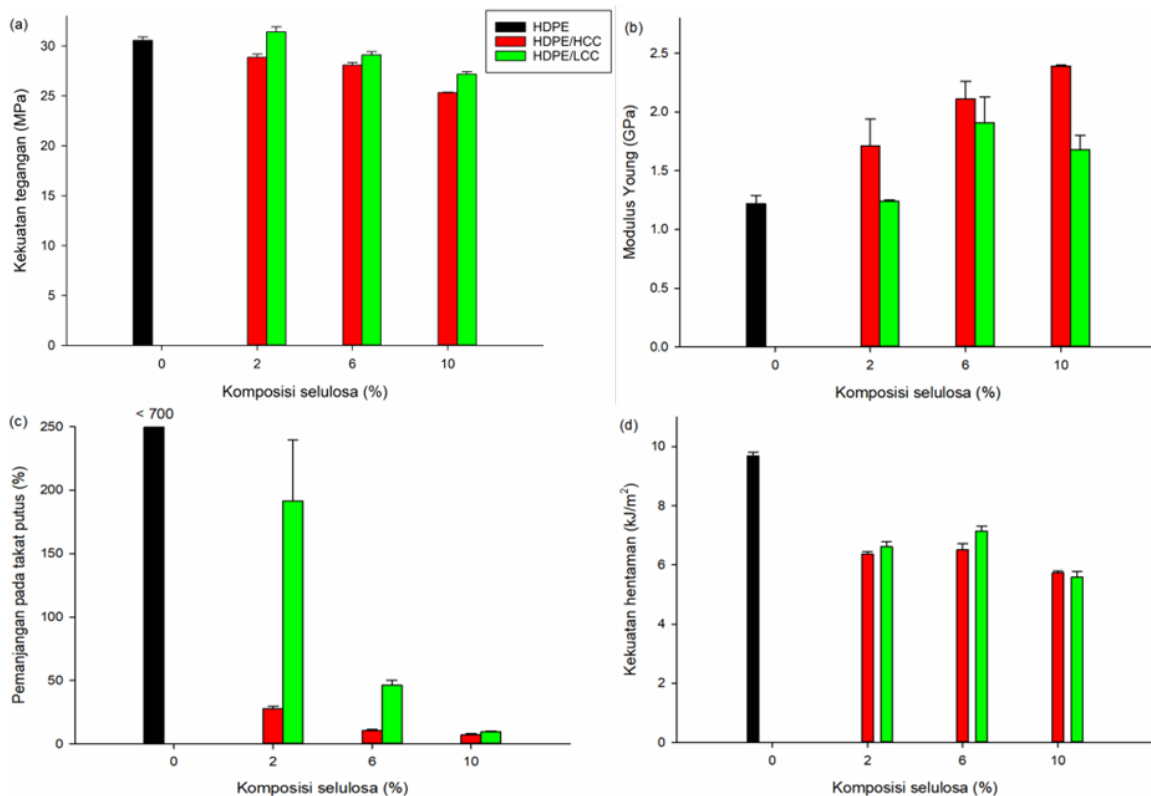 (a)
HDPE
HDPE/HCC
HDPE/LCC
Kekuatan tegangan (MPa)
30
25
20
15
10
5
0
0 2 6 10
Komposisi selulosa (%)
(b)
Modulus Young (GPa)
2.5
2.0
1.5
1.0
0.5
0.0
0 2 6 10
Komposisi selulosa (%)
(c)
< 700
Pemanjangan pada takat putus (%)
250
200
150
100
50
0
0 2 6 10
Komposisi selulosa (%)
(d)
Kekuatan hentaman (kJ/m²)
10
8
6
4
2
0
0 2 6 10
Komposisi selulosa (%)